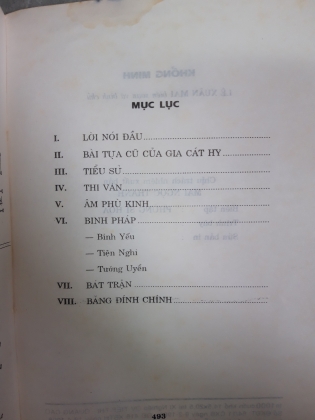 MỤC LỤC
I. LỜI NÓI ĐẦU
II. BÀI TỰA CŨ CỦA GIA CÁT HY
III. TIỂU SỬ
IV. THI VĂN
V. ÂM PHÙ KINH
VI. BINH PHÁP
— Binh Yếu
— Tiện Nghi
— Tướng Uyển
VII. BÁT TRẬN
VIII. BẢNG ĐÍNH CHÍNH
493